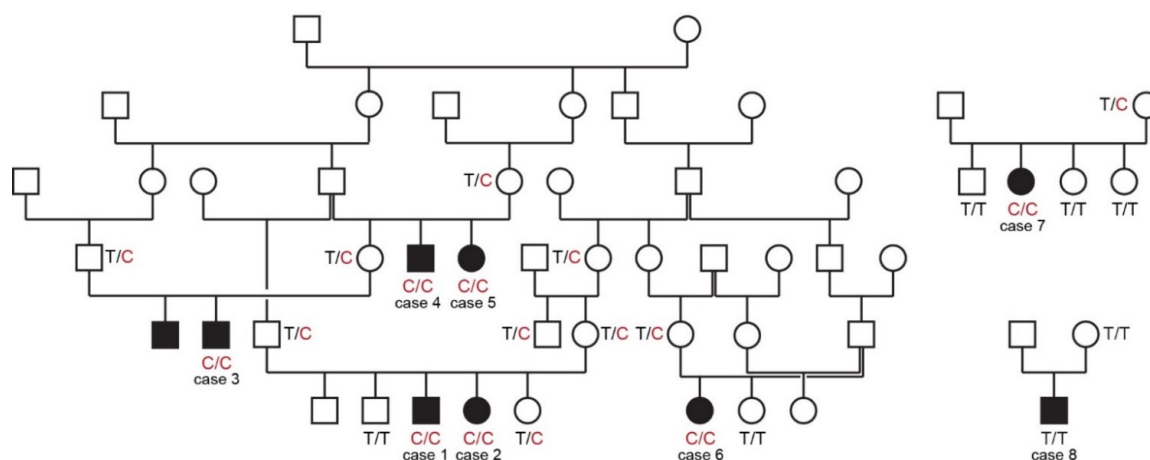 T/C
T/C
T/T
C/C
T/T
T/T
case 7
T/C
T/C
T/C
C/C
C/C
case 4
case 5
T/C
T/C
T/C
T/C
T/T
C/C
case 3
T/T
C/C
C/C
T/C
C/C
T/T
T/T
case 1
case 2
case 6
case 8